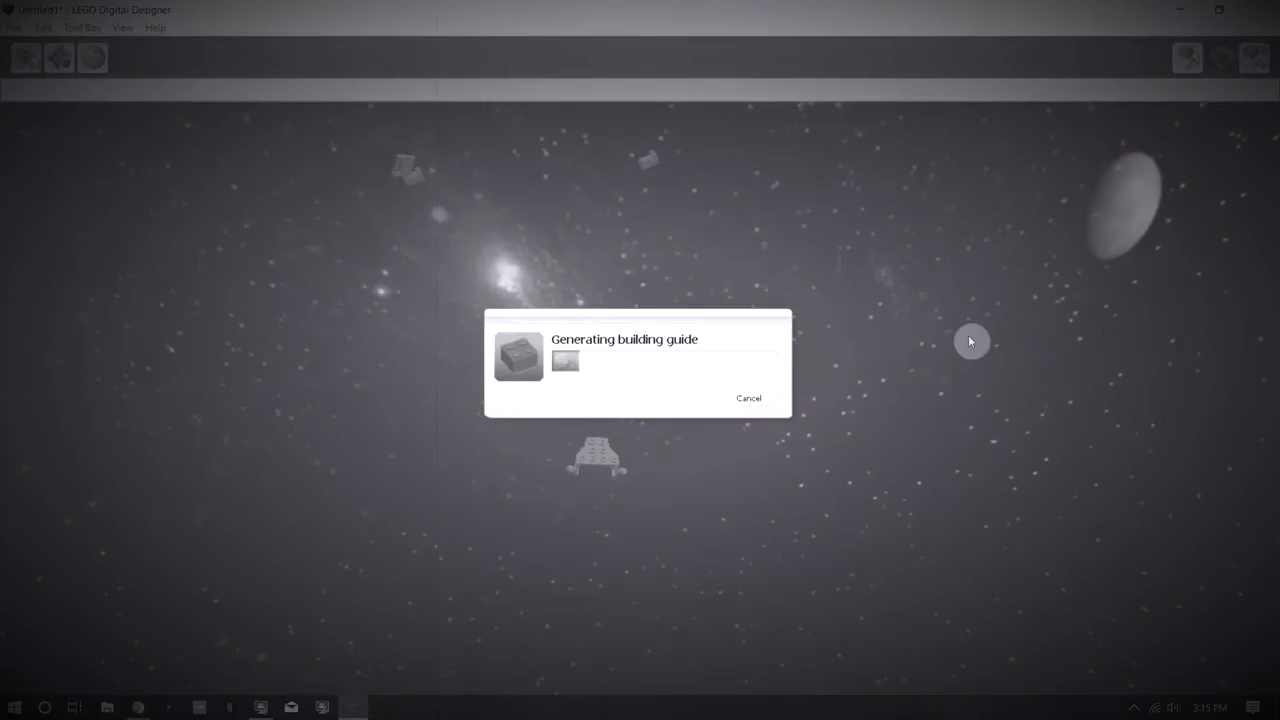 Untitled1* - LEGO Digital Designer
File Edit Tool Box View Help
Generating building guide
Cancel
3:15 PM